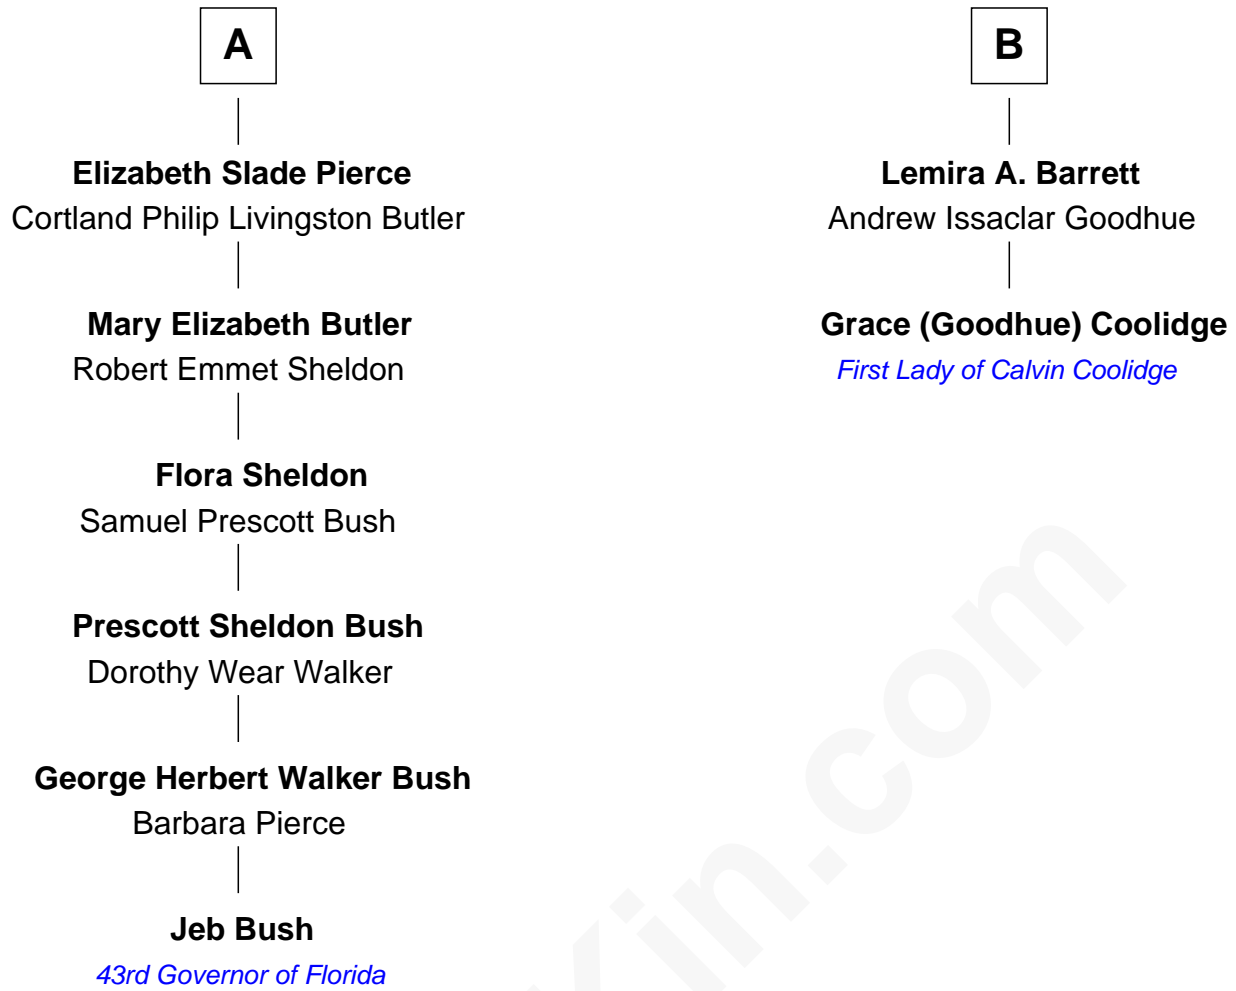 A
Elizabeth Slade Pierce
Cortland Philip Livingston Butler
Mary Elizabeth Butler
Robert Emmet Sheldon
Flora Sheldon
Samuel Prescott Bush
Prescott Sheldon Bush
Dorothy Wear Walker
George Herbert Walker Bush
Barbara Pierce
Jeb Bush
43rd Governor of Florida
B
Lemira A. Barrett
Andrew Issaclar Goodhue
Grace (Goodhue) Coolidge
First Lady of Calvin Coolidge
kin.com